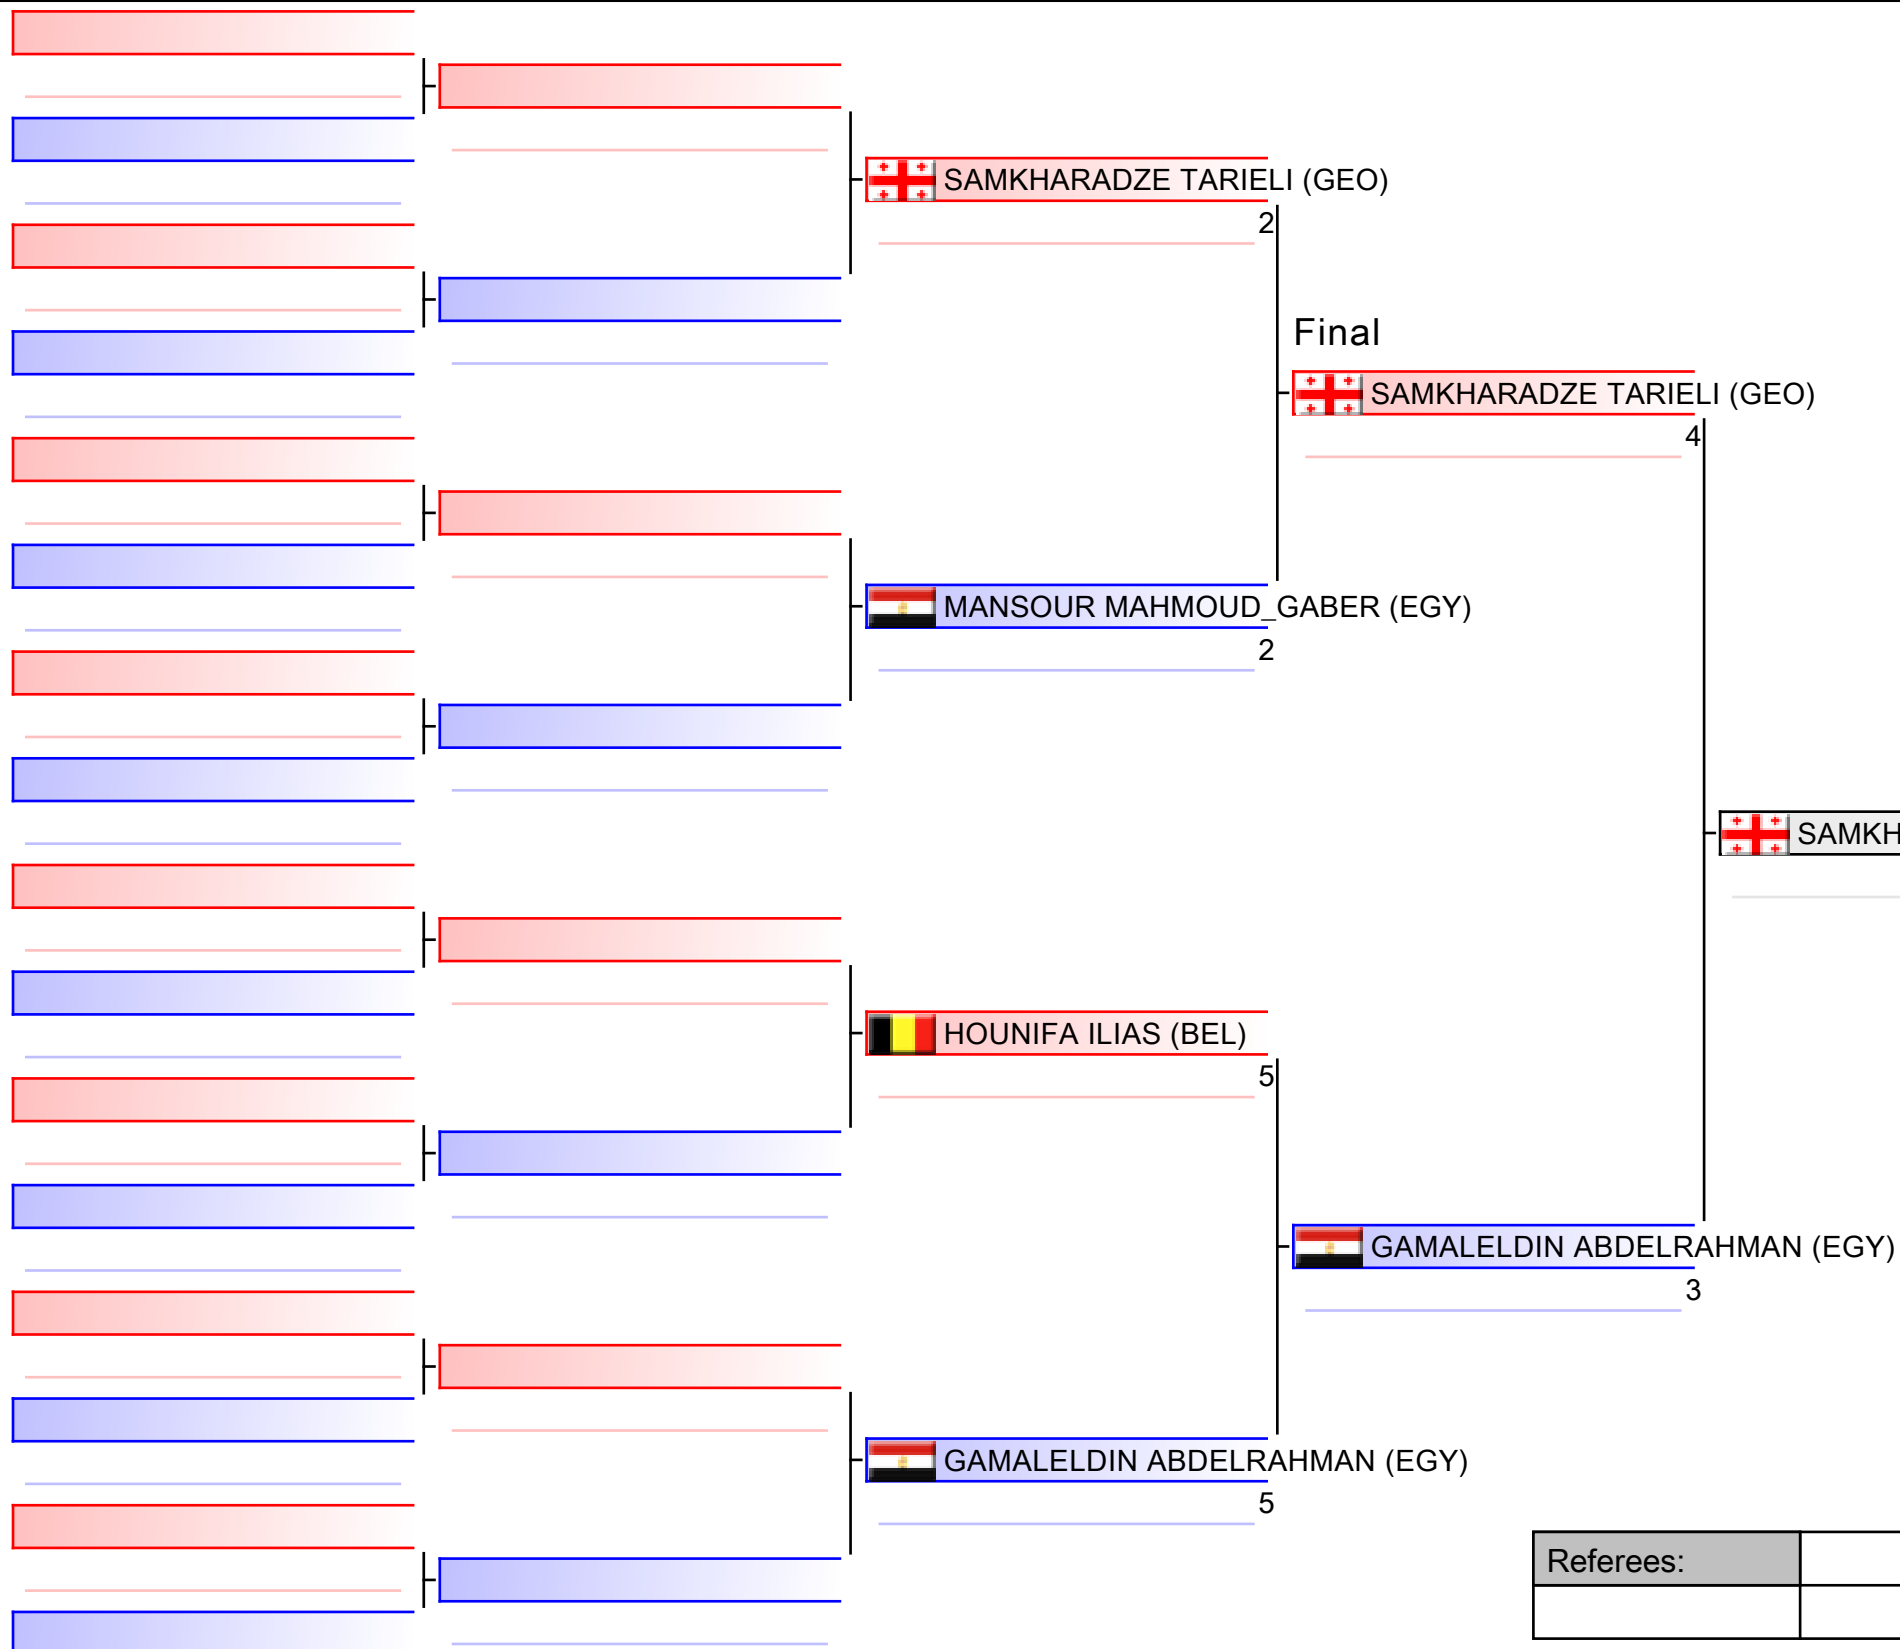 SAMKHARADZE TARIELI (GEO)
2
Final
SAMKHARADZE TARIELI (GEO)
4
MANSOUR MAHMOUD_GABER (EGY)
2
SAMKH
HOUNIFA ILIAS (BEL)
5
GAMALELDIN ABDELRAHMAN (EGY)
3
GAMALELDIN ABDELRAHMAN (EGY)
5
Referees: